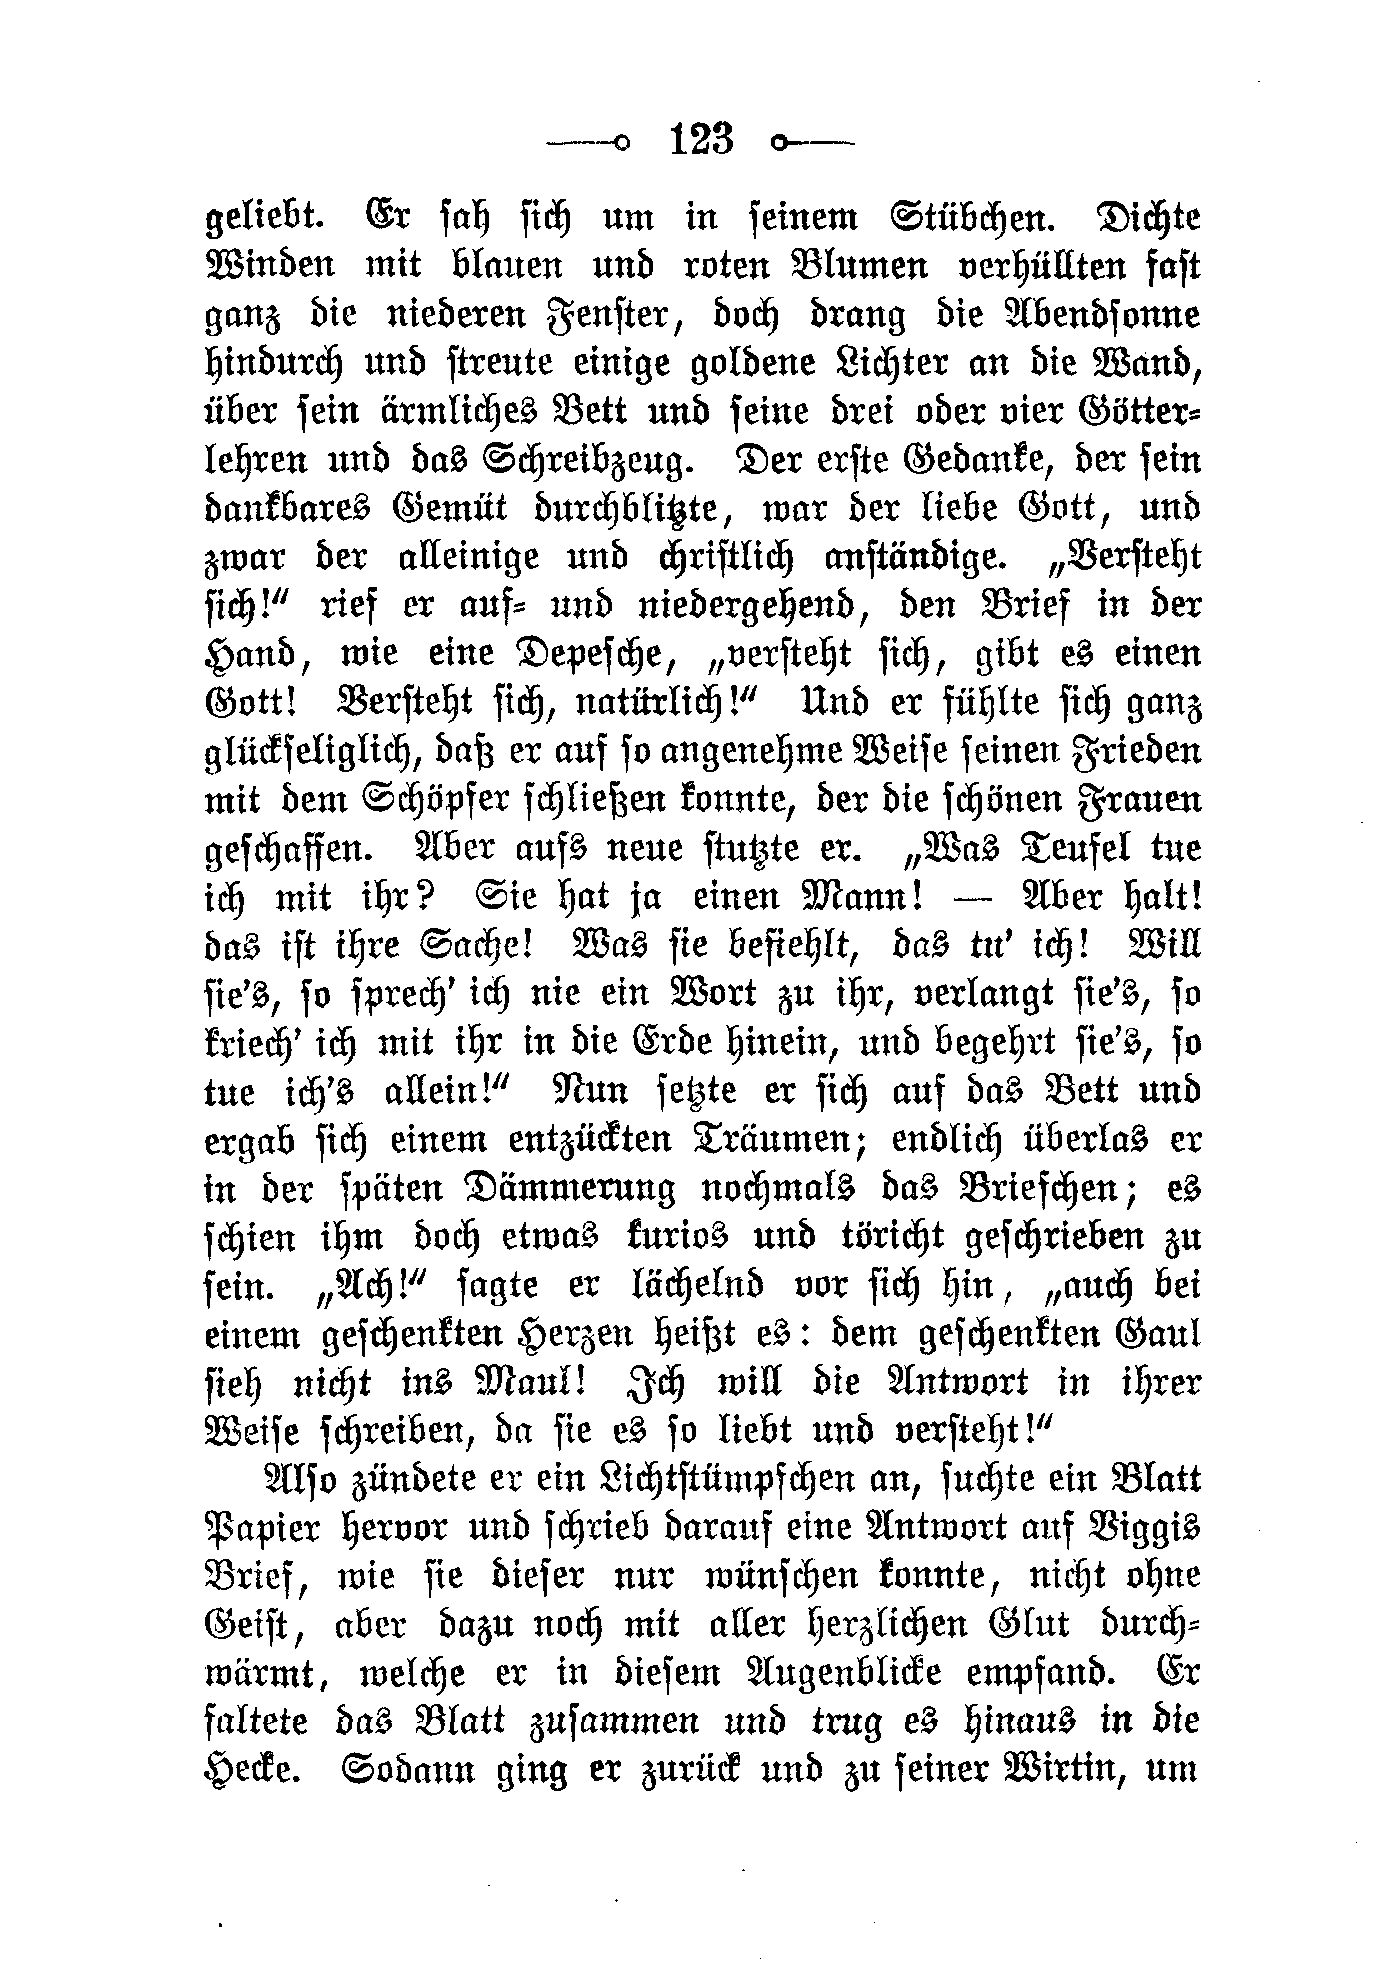 123
geliebt. Er sah sich um in seinem Stübchen. Dichte
Winden mit blauen und roten Blumen verhüllten fast
ganz die niederen Fenster, doch drang die Abendsonne
hindurch und streute einige goldene Lichter an die Wand,
über sein ärmliches Bett und seine drei oder vier Götter-
lehren und das Schreibzeug. Der erste Gedanke, der sein
dankbares Gemüt durchblitzte, war der liebe Gott, und
zwar der alleinige und christlich anständige. „Versteht
sich!“ rief er auf- und niedergehend, den Brief in der
Hand, wie eine Depesche, „versteht sich, gibt es einen
Gott! Versteht sich, natürlich!“ Und er fühlte sich ganz
glückseliglich, daß er auf so angenehme Weise seinen Frieden
mit dem Schöpfer schließen konnte, der die schönen Frauen
geschaffen. Aber aufs neue stutzte er. „Was Teufel tue
ich mit ihr? Sie hat ja einen Mann! — Aber halt!
das ist ihre Sache! Was sie befiehlt, das tu' ich! Will
sie's, so sprech' ich nie ein Wort zu ihr, verlangt sie's, so
kriech' ich mit ihr in die Erde hinein, und begehrt sie's, so
tue ich's allein!“ Nun setzte er sich auf das Bett und
ergab sich einem entzückten Träumen; endlich überlas er
in der späten Dämmerung nochmals das Briefchen; es
schien ihm doch etwas kurios und töricht geschrieben zu
sein. „Ach!“ sagte er lächelnd vor sich hin, „auch bei
einem geschenkten Herzen heißt es: dem geschenkten Gaul
sieh nicht ins Maul! Ich will die Antwort in ihrer
Weise schreiben, da sie es so liebt und versteht!“
Also zündete er ein Lichtstümpfchen an, suchte ein Blatt
Papier hervor und schrieb darauf eine Antwort auf Viggis
Brief, wie sie dieser nur wünschen konnte, nicht ohne
Geist, aber dazu noch mit aller herzlichen Glut durch-
wärmt, welche er in diesem Augenblicke empfand. Er
faltete das Blatt zusammen und trug es hinaus in die
Hecke. Sodann ging er zurück und zu seiner Wirtin, um